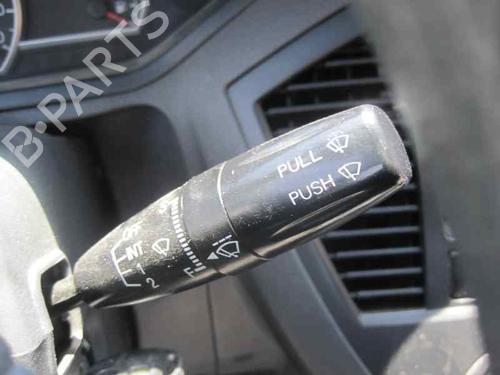 B-PARTS
PULL
PUSH
OFF
INT
1
2
F